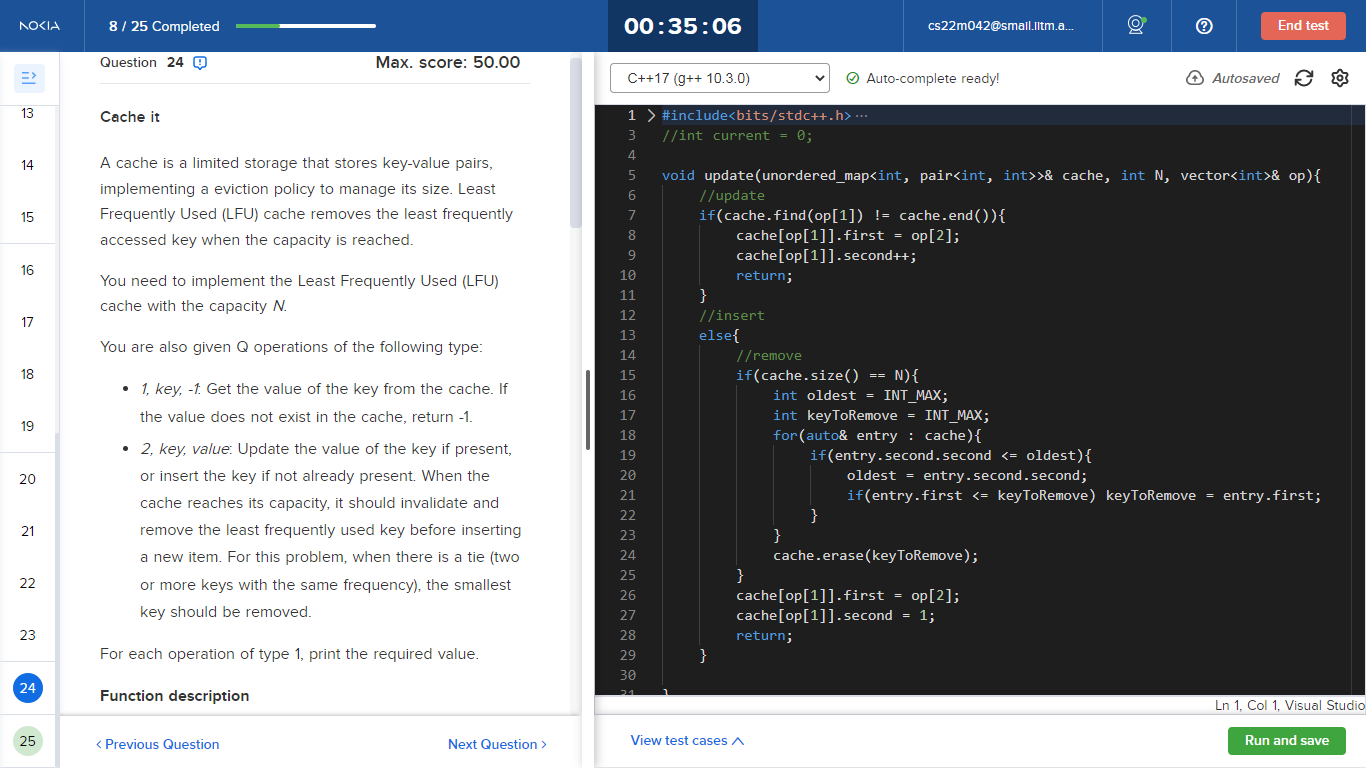 NOKIA
8 / 25 Completed
00:35:06
cs22m042@smail.iitm.a...
End test
Question 24
Max. score: 50.00
13
14
15
16
17
18
19
20
21
22
23
24
25
Cache it
A cache is a limited storage that stores key-value pairs,
implementing a eviction policy to manage its size. Least
Frequently Used (LFU) cache removes the least frequently
accessed key when the capacity is reached.
You need to implement the Least Frequently Used (LFU)
cache with the capacity N.
You are also given Q operations of the following type:
• 1, key, -1: Get the value of the key from the cache. If
the value does not exist in the cache, return -1.
• 2, key, value: Update the value of the key if present,
or insert the key if not already present. When the
cache reaches its capacity, it should invalidate and
remove the least frequently used key before inserting
a new item. For this problem, when there is a tie (two
or more keys with the same frequency), the smallest
key should be removed.
For each operation of type 1, print the required value.
Function description
< Previous Question
Next Question >
C++17 (g++ 10.3.0)
Auto-complete ready!
Autosaved
1 #include<bits/stdc++.h> ···
3 //int current = 0;
4
5 void update(unordered_map<int, pair<int, int>>& cache, int N, vector<int>& op){
6 //update
7 if(cache.find(op[1]) != cache.end()){
8 cache[op[1]].first = op[2];
9 cache[op[1]].second++;
10 return;
11 }
12 //insert
13 else{
14 //remove
15 if(cache.size() == N){
16 int oldest = INT_MAX;
17 int keyToRemove = INT_MAX;
18 for(auto& entry : cache){
19 if(entry.second.second <= oldest){
20 oldest = entry.second.second;
21 if(entry.first <= keyToRemove) keyToRemove = entry.first;
22 }
23 }
24 cache.erase(keyToRemove);
25 }
26 cache[op[1]].first = op[2];
27 cache[op[1]].second = 1;
28 return;
29 }
30
31 }
Ln 1, Col 1, Visual Studio
View test cases
Run and save